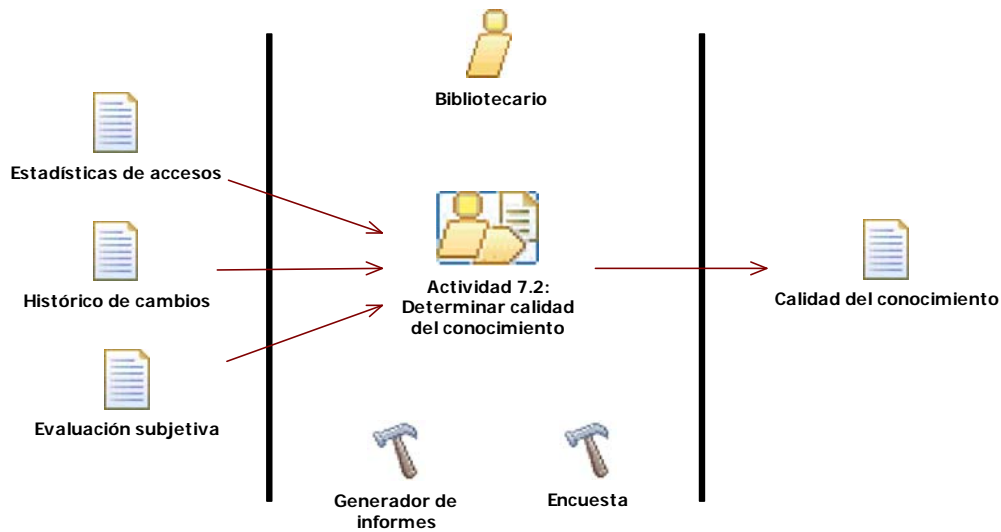 Bibliotecario
Estadísticas de accesos
Histórico de cambios
Evaluación subjetiva
Actividad 7.2:
Determinar calidad
del conocimiento
Calidad del conocimiento
Generador de
informes
Encuesta